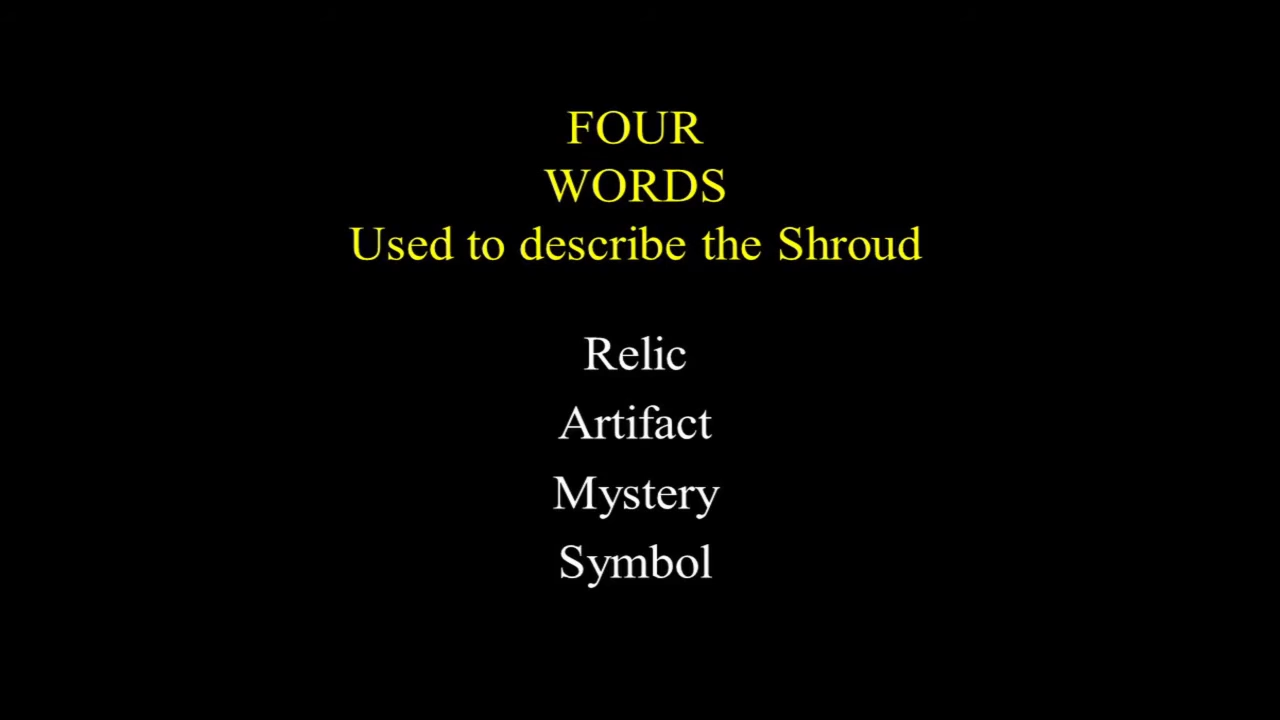 FOUR
WORDS
Used to describe the Shroud
Relic
Artifact
Mystery
Symbol